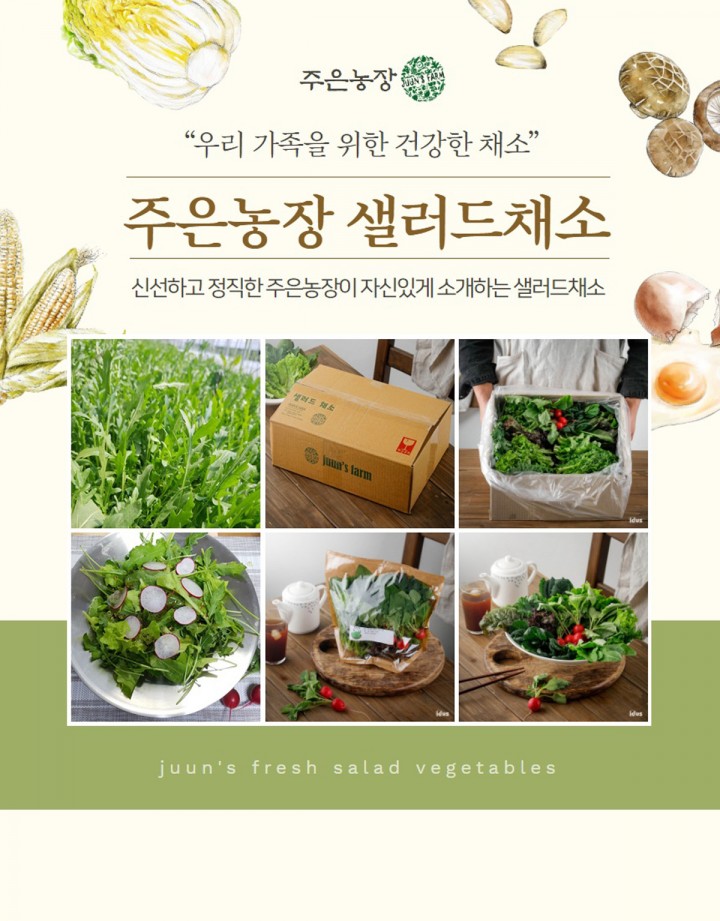 주은농장
JUUN'S FARM
“우리 가족을 위한 건강한 채소”
주은농장 샐러드채소
신선하고 정직한 주은농장이 자신있게 소개하는 샐러드채소
샐러드 채소
juun's farm
juun's fresh salad vegetables